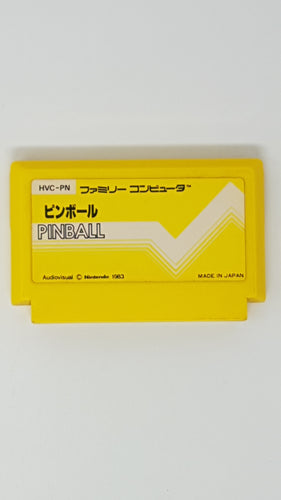 HVC-PN
ファミリー コンピュータ™
ピンボール
PINBALL
Audiovisual © Nintendo 1983
MADE IN JAPAN